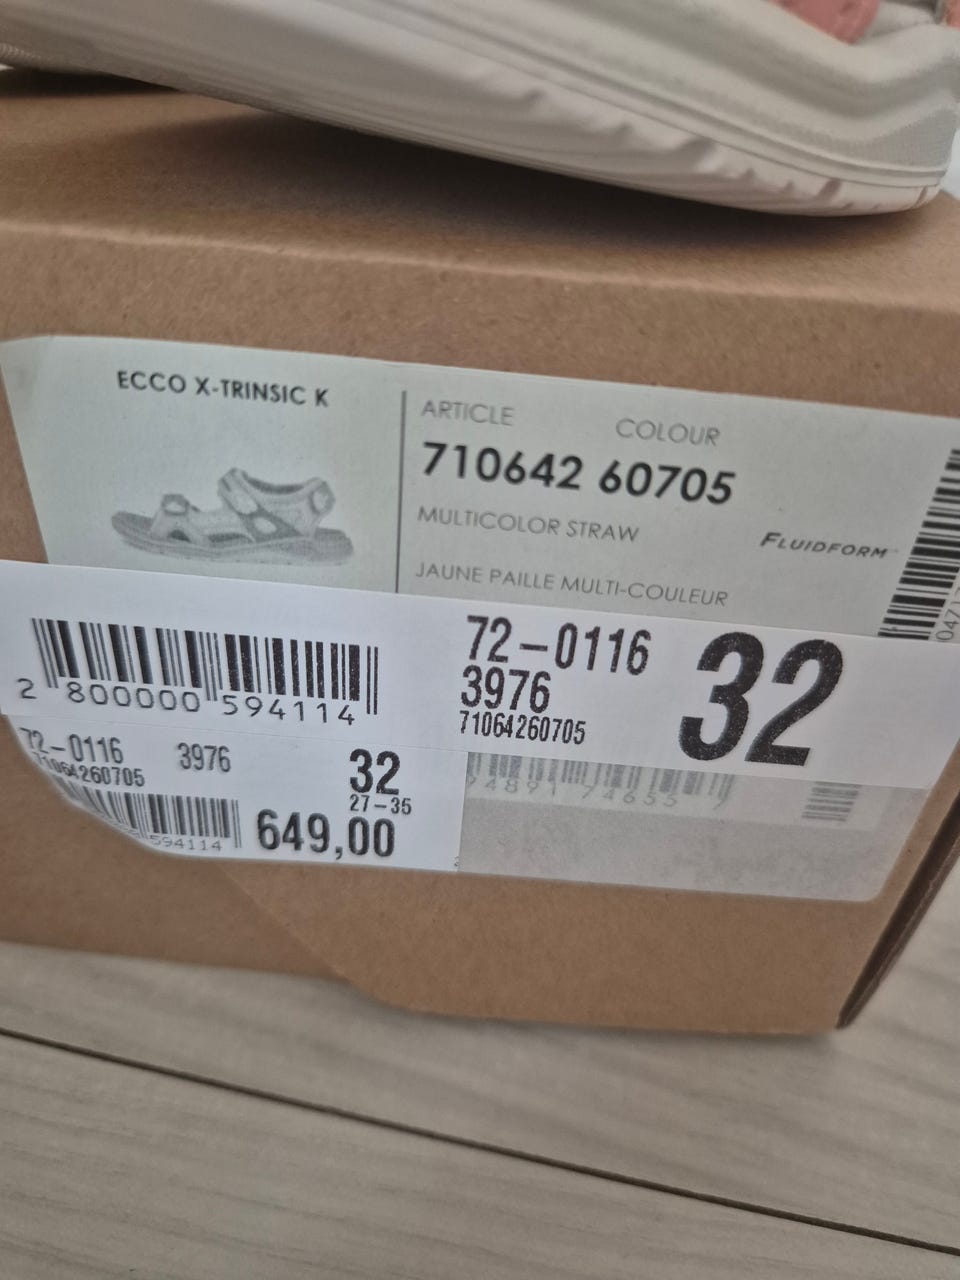 ECCO X-TRINSIC K
ARTICLE COLOUR
710642 60705
MULTICOLOR STRAW
FLUIDFORM
JAUNE PAILLE MULTI-COULEUR
2 800000 594114
72-0116
3976
71064260705
32
72-0116 3976
71064260705
32
27-35
594114
649,00